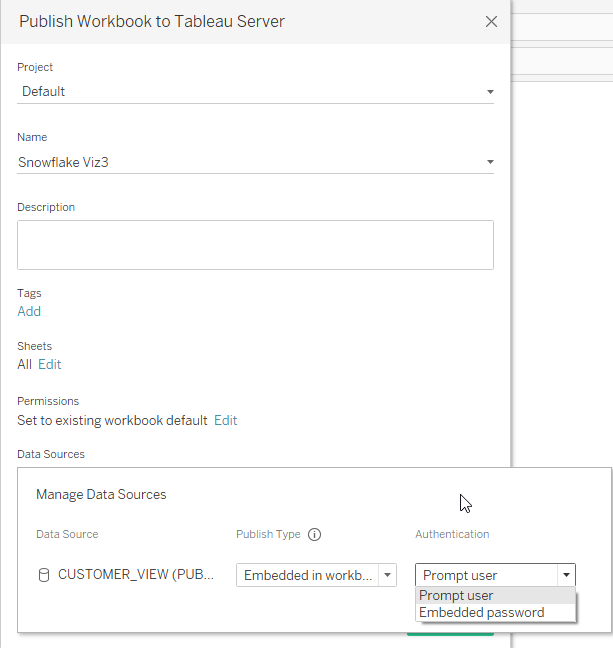 Publish Workbook to Tableau Server
Project
Default
Name
Snowflake Viz3
Description
Tags
Add
Sheets
All Edit
Permissions
Set to existing workbook default Edit
Data Sources
Manage Data Sources
Data Source Publish Type Authentication
CUSTOMER_VIEW (PUB... Embedded in workb... Prompt user
Prompt user
Embedded password